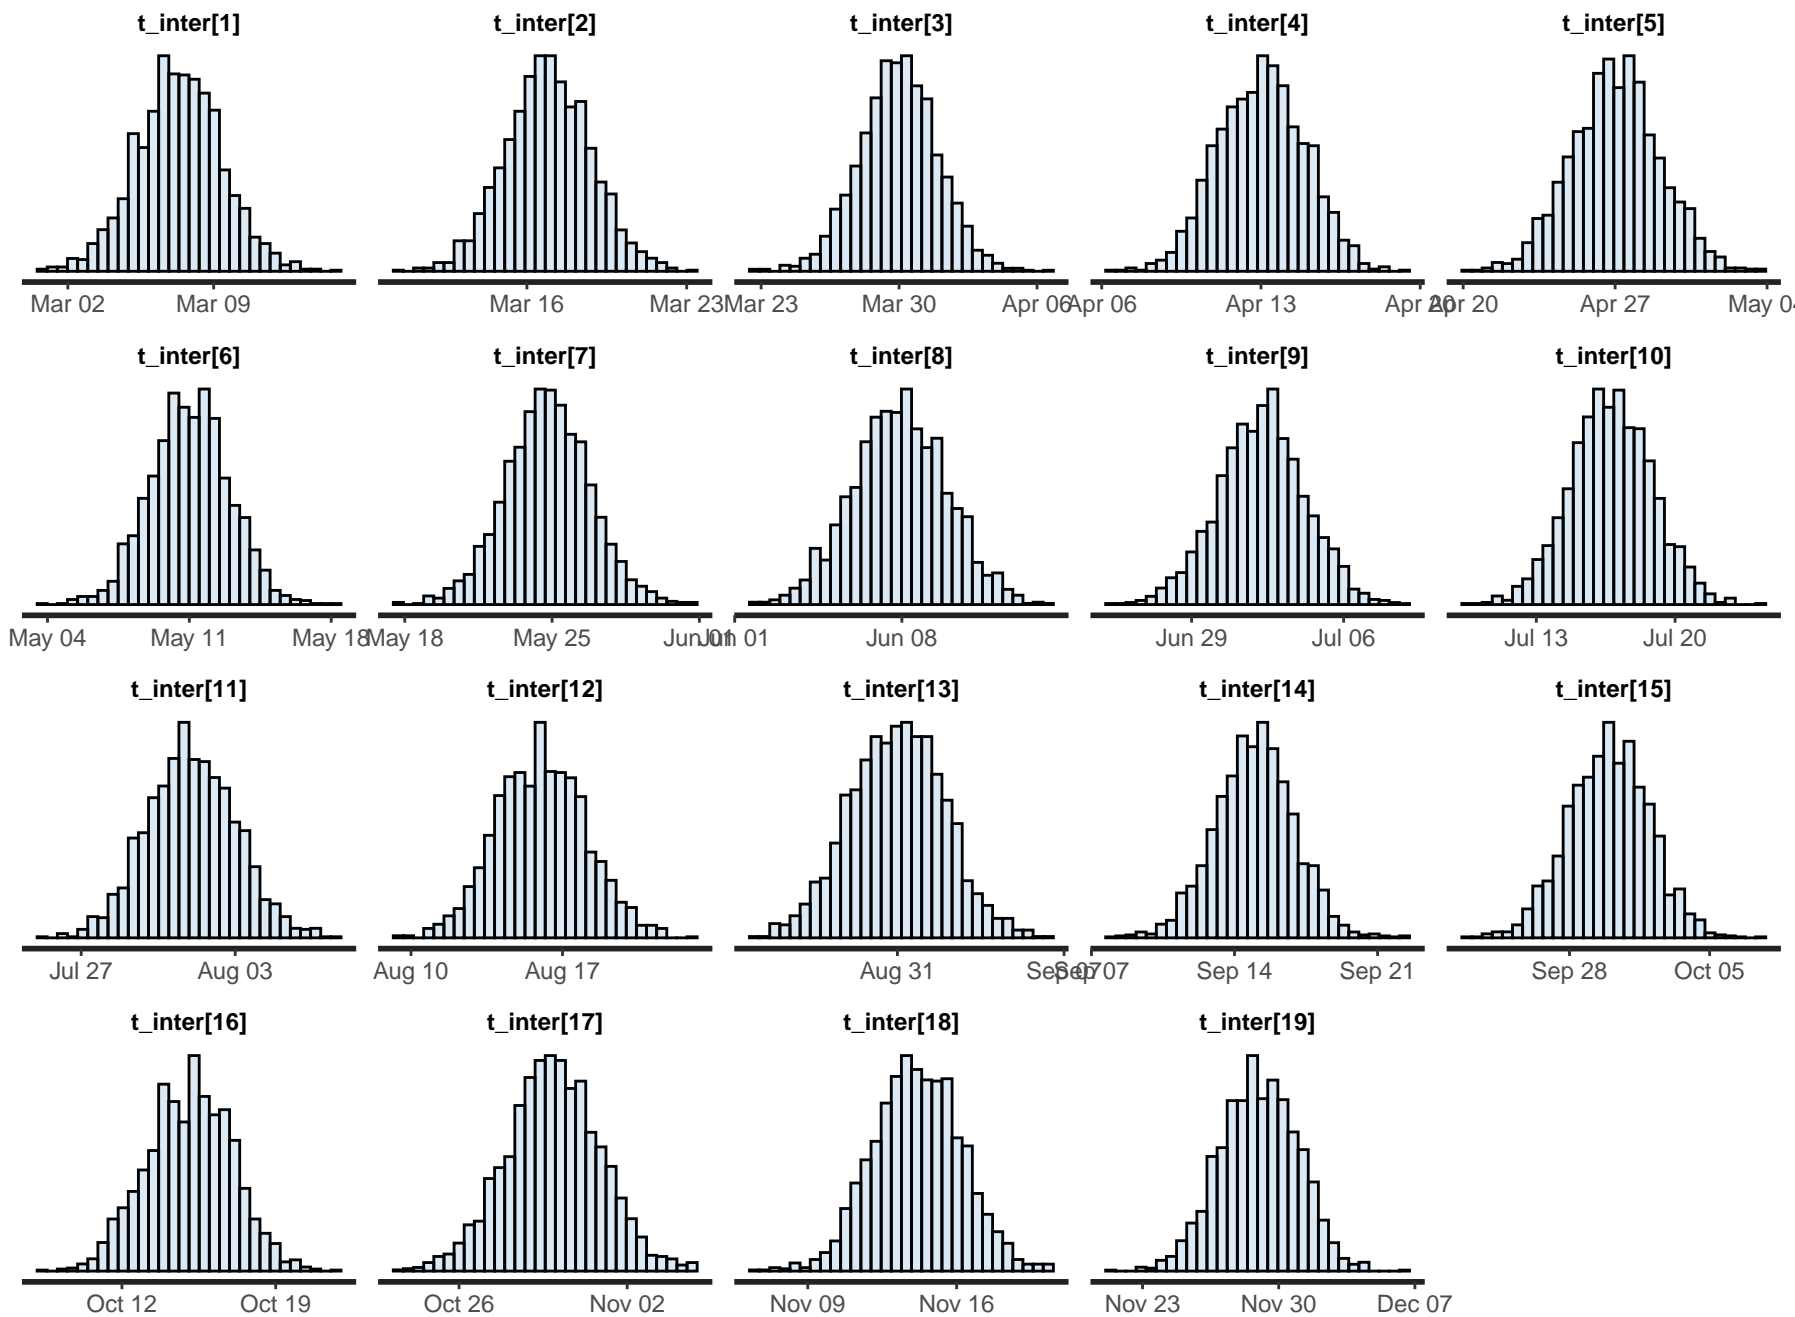 t_inter[1] t_inter[2] t_inter[3] t_inter[4] t_inter[5]
Mar 02 Mar 09 Mar 16 Mar 23 Mar 23 Mar 30 Apr 06 Apr 06 Apr 13 Apr 20 Apr 20 Apr 27 May 04
t_inter[6] t_inter[7] t_inter[8] t_inter[9] t_inter[10]
May 04 May 11 May 18 May 18 May 25 Jun 01 Jun 01 Jun 08 Jun 29 Jul 06 Jul 13 Jul 20
t_inter[11] t_inter[12] t_inter[13] t_inter[14] t_inter[15]
Jul 27 Aug 03 Aug 10 Aug 17 Aug 31 Sep 07 Sep 07 Sep 14 Sep 21 Sep 28 Oct 05
t_inter[16] t_inter[17] t_inter[18] t_inter[19]
Oct 12 Oct 19 Oct 26 Nov 02 Nov 09 Nov 16 Nov 23 Nov 30 Dec 07